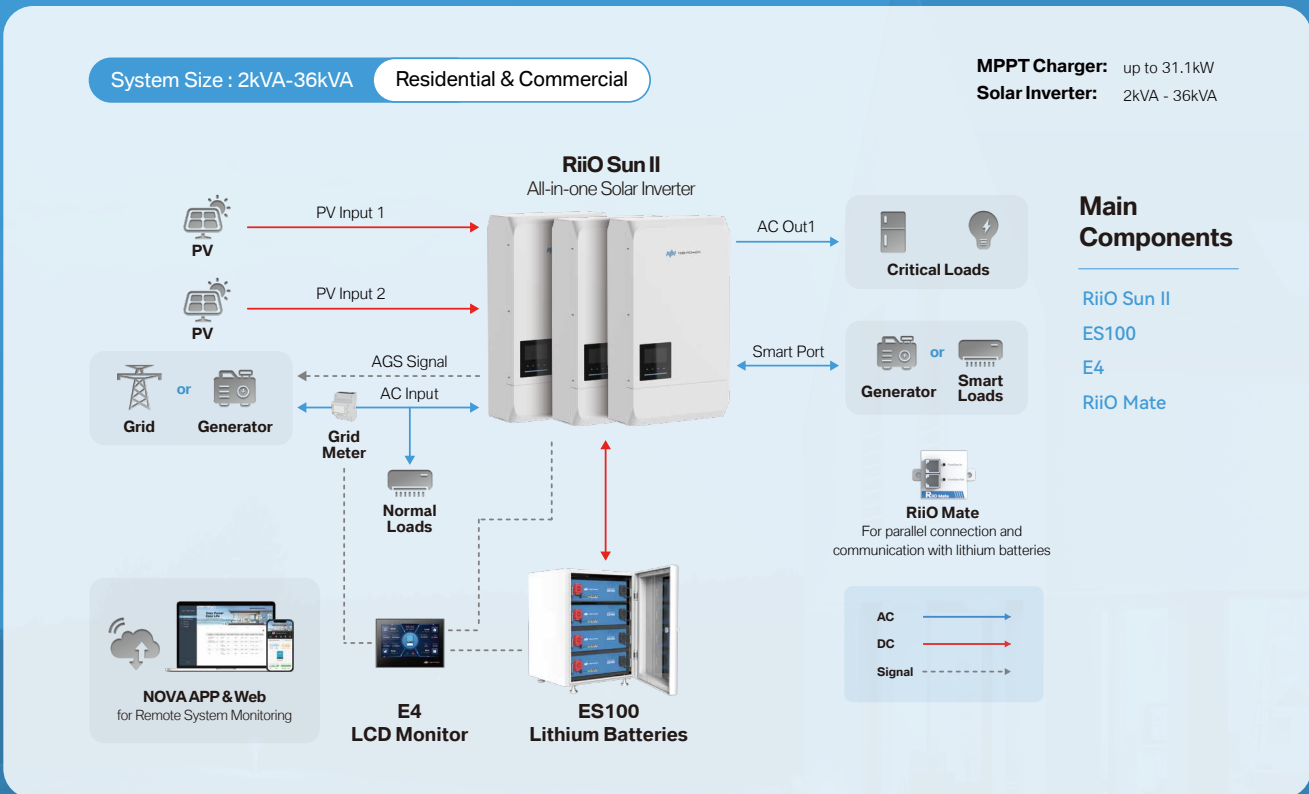 System Size : 2kVA-36kVA
Residential & Commercial
MPPT Charger: up to 31.1kW
Solar Inverter: 2kVA - 36kVA
RiiO Sun II
All-in-one Solar Inverter
PV Input 1
PV
PV Input 2
PV
AGS Signal
AC Input
Grid
or
Generator
Grid
Meter
Normal
Loads
AC Out1
Critical Loads
Smart Port
Generator
or
Smart
Loads
Main
Components
RiiO Sun II
ES100
E4
RiiO Mate
RiiO Mate
RiiO Mate
For parallel connection and
communication with lithium batteries
AC
DC
Signal
NOVA APP & Web
for Remote System Monitoring
E4
LCD Monitor
ES100
Lithium Batteries